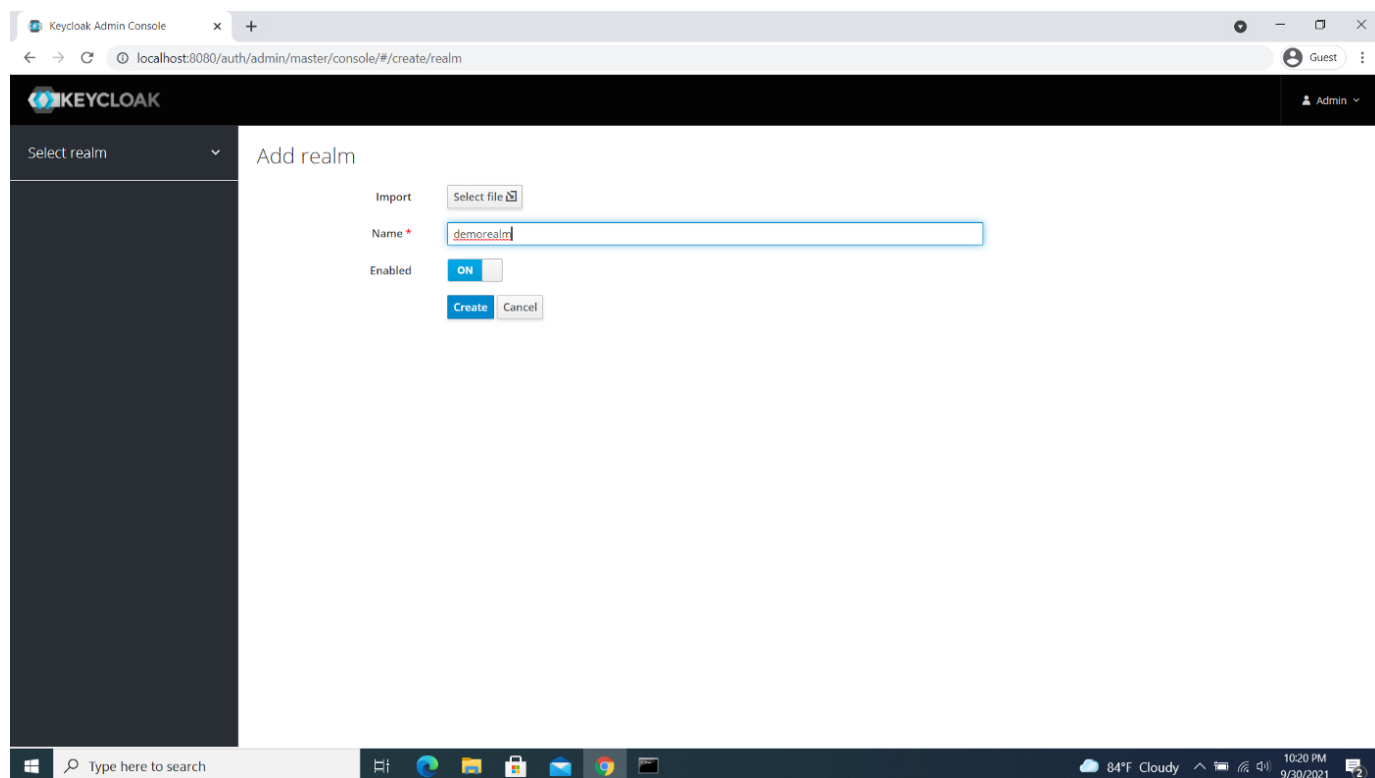 Keycloak Admin Console
localhost:8080/auth/admin/master/console/#/create/realm
Guest
KEYCLOAK
Admin
Select realm
Add realm
Import
Select file
Name *
demorealm
Enabled
ON
Create
Cancel
Type here to search
84°F Cloudy
10:20 PM
9/30/2021
2